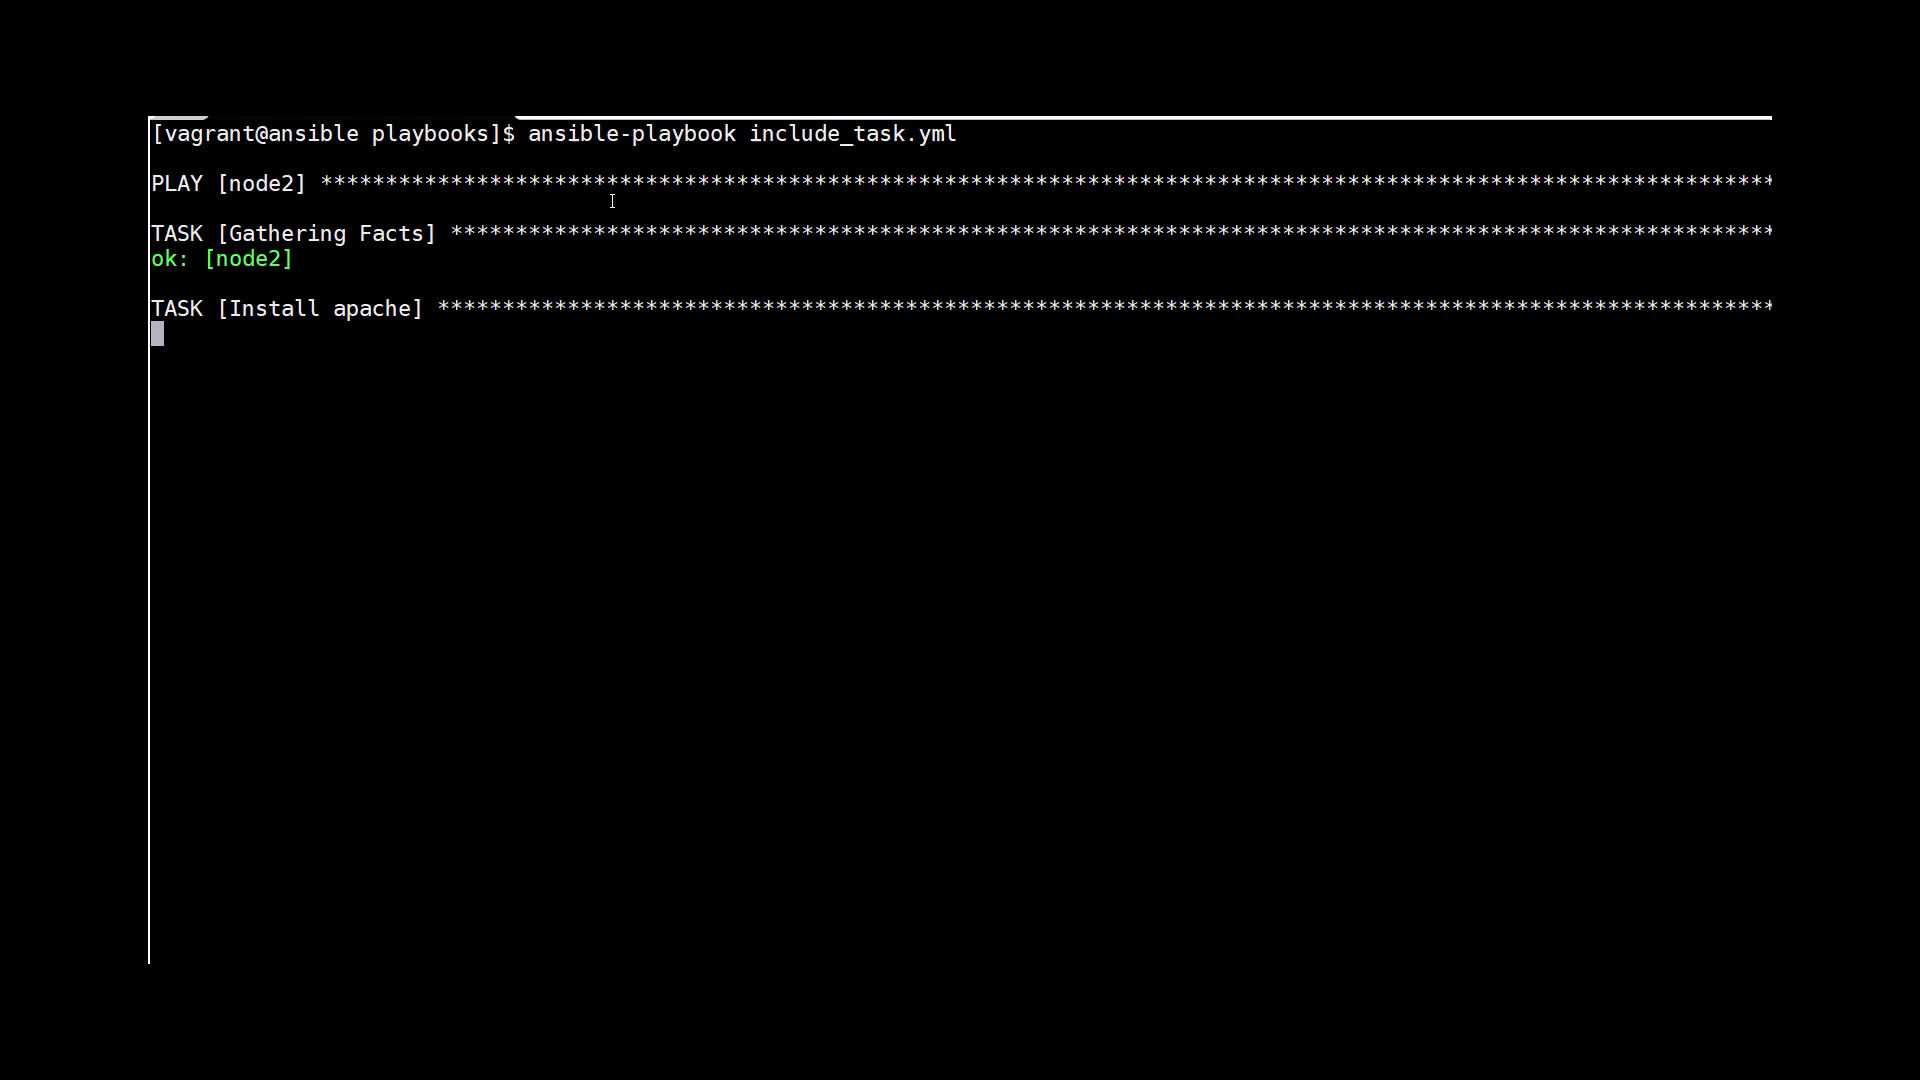 [vagrant@ansible playbooks]$ ansible-playbook include_task.yml
PLAY [node2] ****************************************************************************************************************
TASK [Gathering Facts] ******************************************************************************************************
ok: [node2]
TASK [Install apache] *******************************************************************************************************